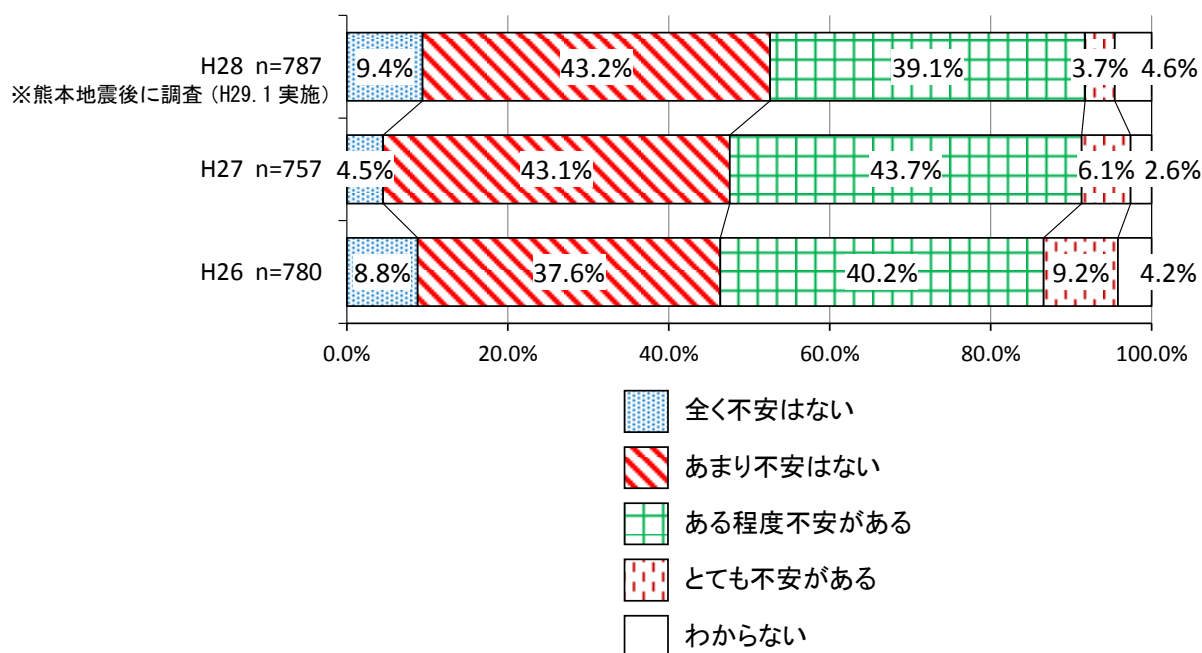 H28 n=787
※熊本地震後に調査（H29.1実施）
9.4% 43.2% 39.1% 3.7% 4.6%
H27 n=757
4.5% 43.1% 43.7% 6.1% 2.6%
H26 n=780
8.8% 37.6% 40.2% 9.2% 4.2%
0.0% 20.0% 40.0% 60.0% 80.0% 100.0%
全く不安はない
あまり不安はない
ある程度不安がある
とても不安がある
わからない